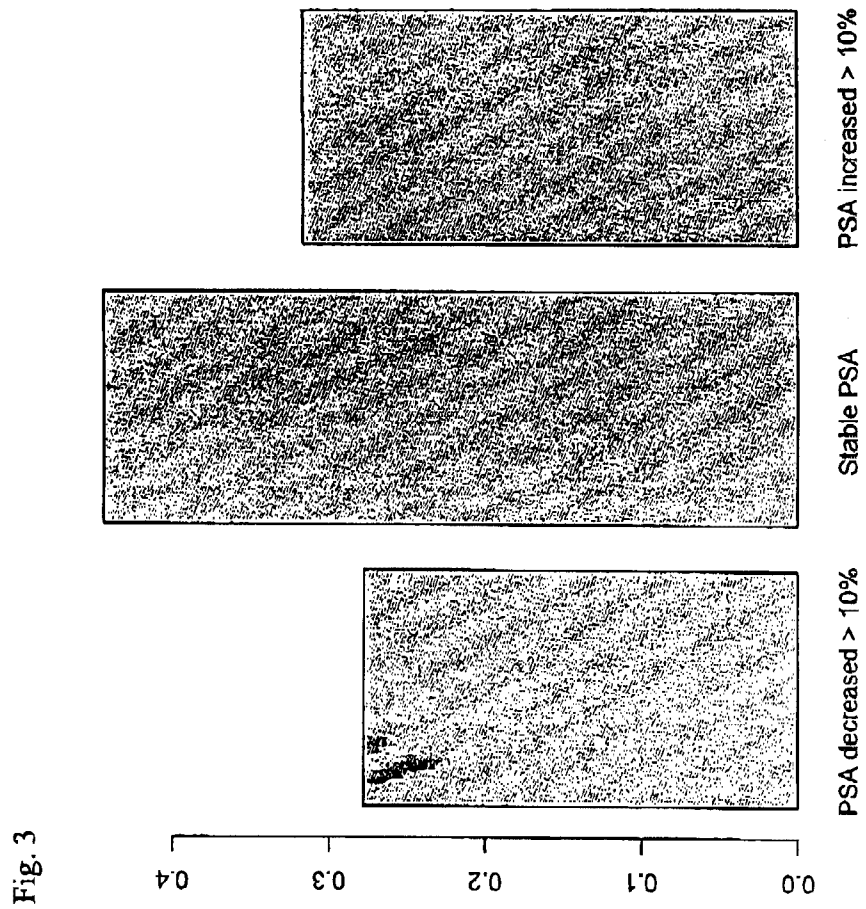 Fig. 3
0.4
0.3
0.2
0.1
0.0
PSA decreased > 10%
Stable PSA
PSA increased > 10%